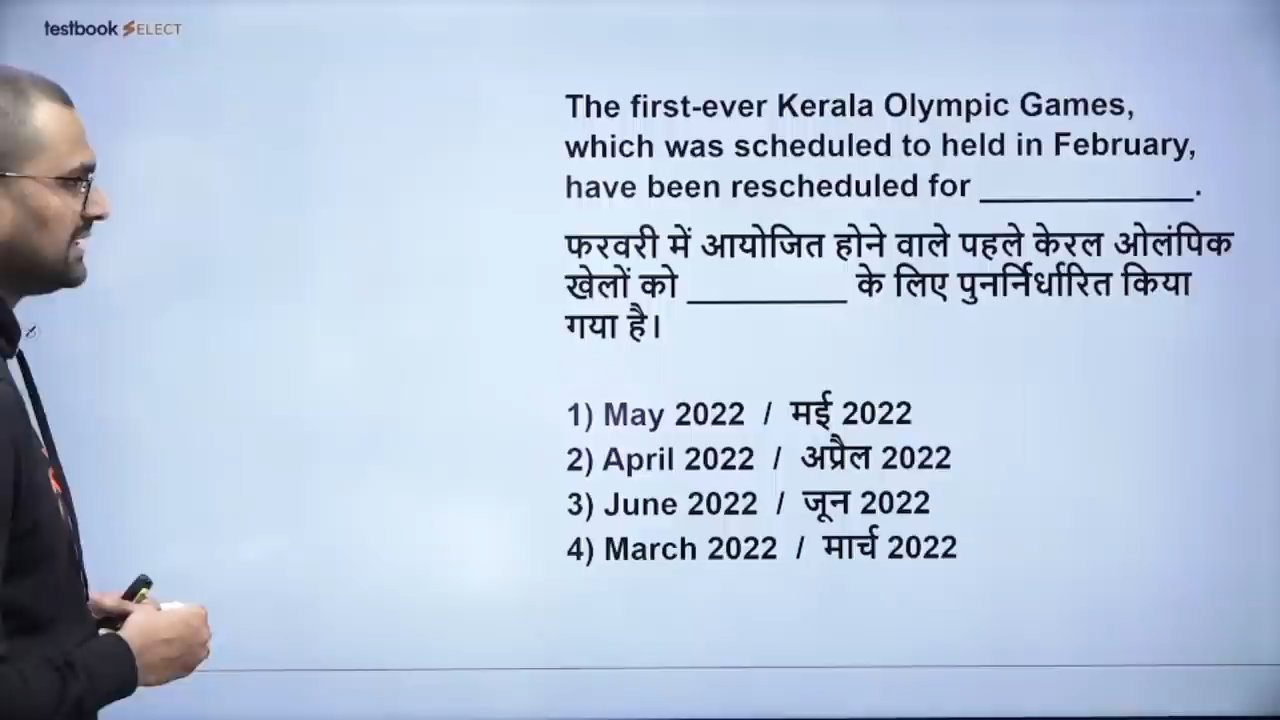 testbook SELECT
The first-ever Kerala Olympic Games,
which was scheduled to held in February,
have been rescheduled for _____________.
फरवरी में आयोजित होने वाले पहले केरल ओलंपिक
खेलों को __________ के लिए पुनर्निर्धारित किया
गया है।
1) May 2022 / मई 2022
2) April 2022 / अप्रैल 2022
3) June 2022 / जून 2022
4) March 2022 / मार्च 2022